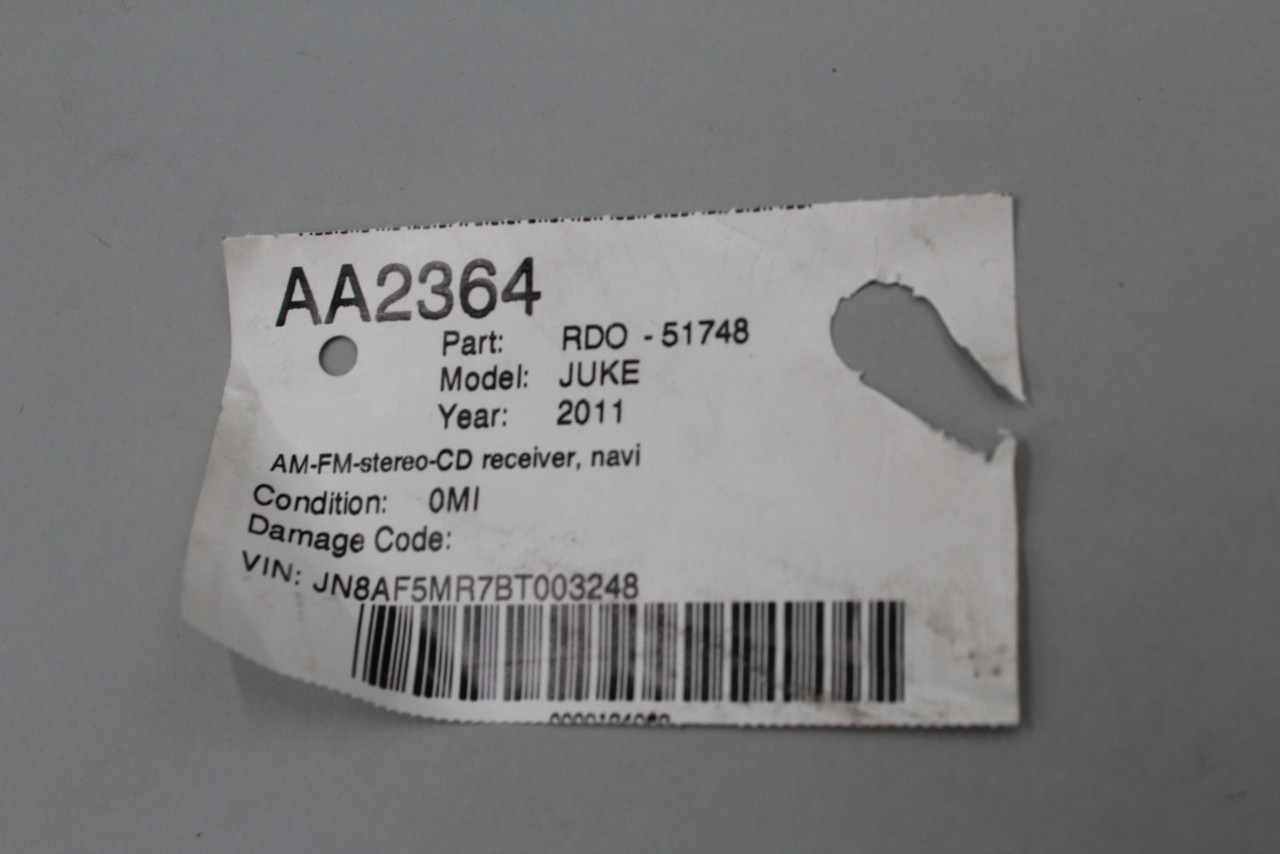 AA2364
Part: RDO - 51748
Model: JUKE
Year: 2011
AM-FM-stereo-CD receiver, navi
Condition: 0MI
Damage Code:
VIN: JN8AF5MR7BT003248